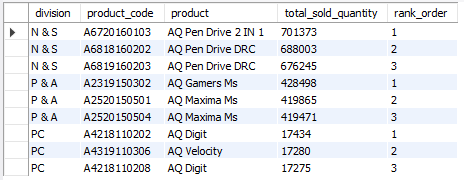 division product_code product total_sold_quantity rank_order
N & S A6720160103 AQ Pen Drive 2 IN 1 701373 1
N & S A6818160202 AQ Pen Drive DRC 688003 2
N & S A6819160203 AQ Pen Drive DRC 676245 3
P & A A2319150302 AQ Gamers Ms 428498 1
P & A A2520150501 AQ Maxima Ms 419865 2
P & A A2520150504 AQ Maxima Ms 419471 3
PC A4218110202 AQ Digit 17434 1
PC A4319110306 AQ Velocity 17280 2
PC A4218110208 AQ Digit 17275 3